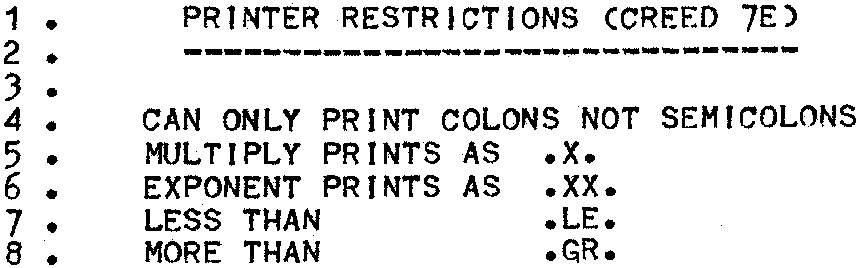 1 .      PRINTER RESTRICTIONS (CREED 7E)
2 .      -------------------------------
3 .
4 .    CAN ONLY PRINT COLONS NOT SEMICOLONS
5 .    MULTIPLY PRINTS AS  .X.
6 .    EXPONENT PRINTS AS  .XX.
7 .    LESS THAN           .LE.
8 .    MORE THAN           .GR.